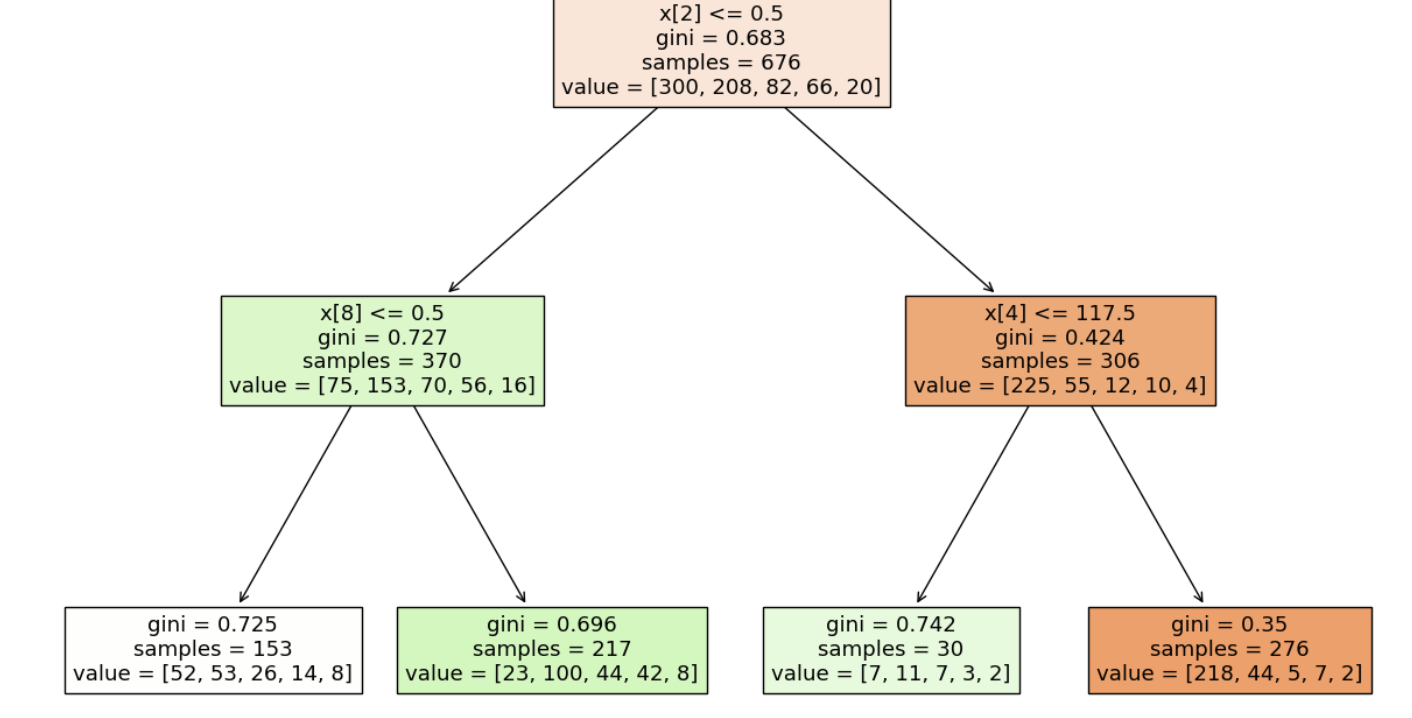 x[2] <= 0.5
gini = 0.683
samples = 676
value = [300, 208, 82, 66, 20]
x[8] <= 0.5
gini = 0.727
samples = 370
value = [75, 153, 70, 56, 16]
x[4] <= 117.5
gini = 0.424
samples = 306
value = [225, 55, 12, 10, 4]
gini = 0.725
samples = 153
value = [52, 53, 26, 14, 8]
gini = 0.696
samples = 217
value = [23, 100, 44, 42, 8]
gini = 0.742
samples = 30
value = [7, 11, 7, 3, 2]
gini = 0.35
samples = 276
value = [218, 44, 5, 7, 2]